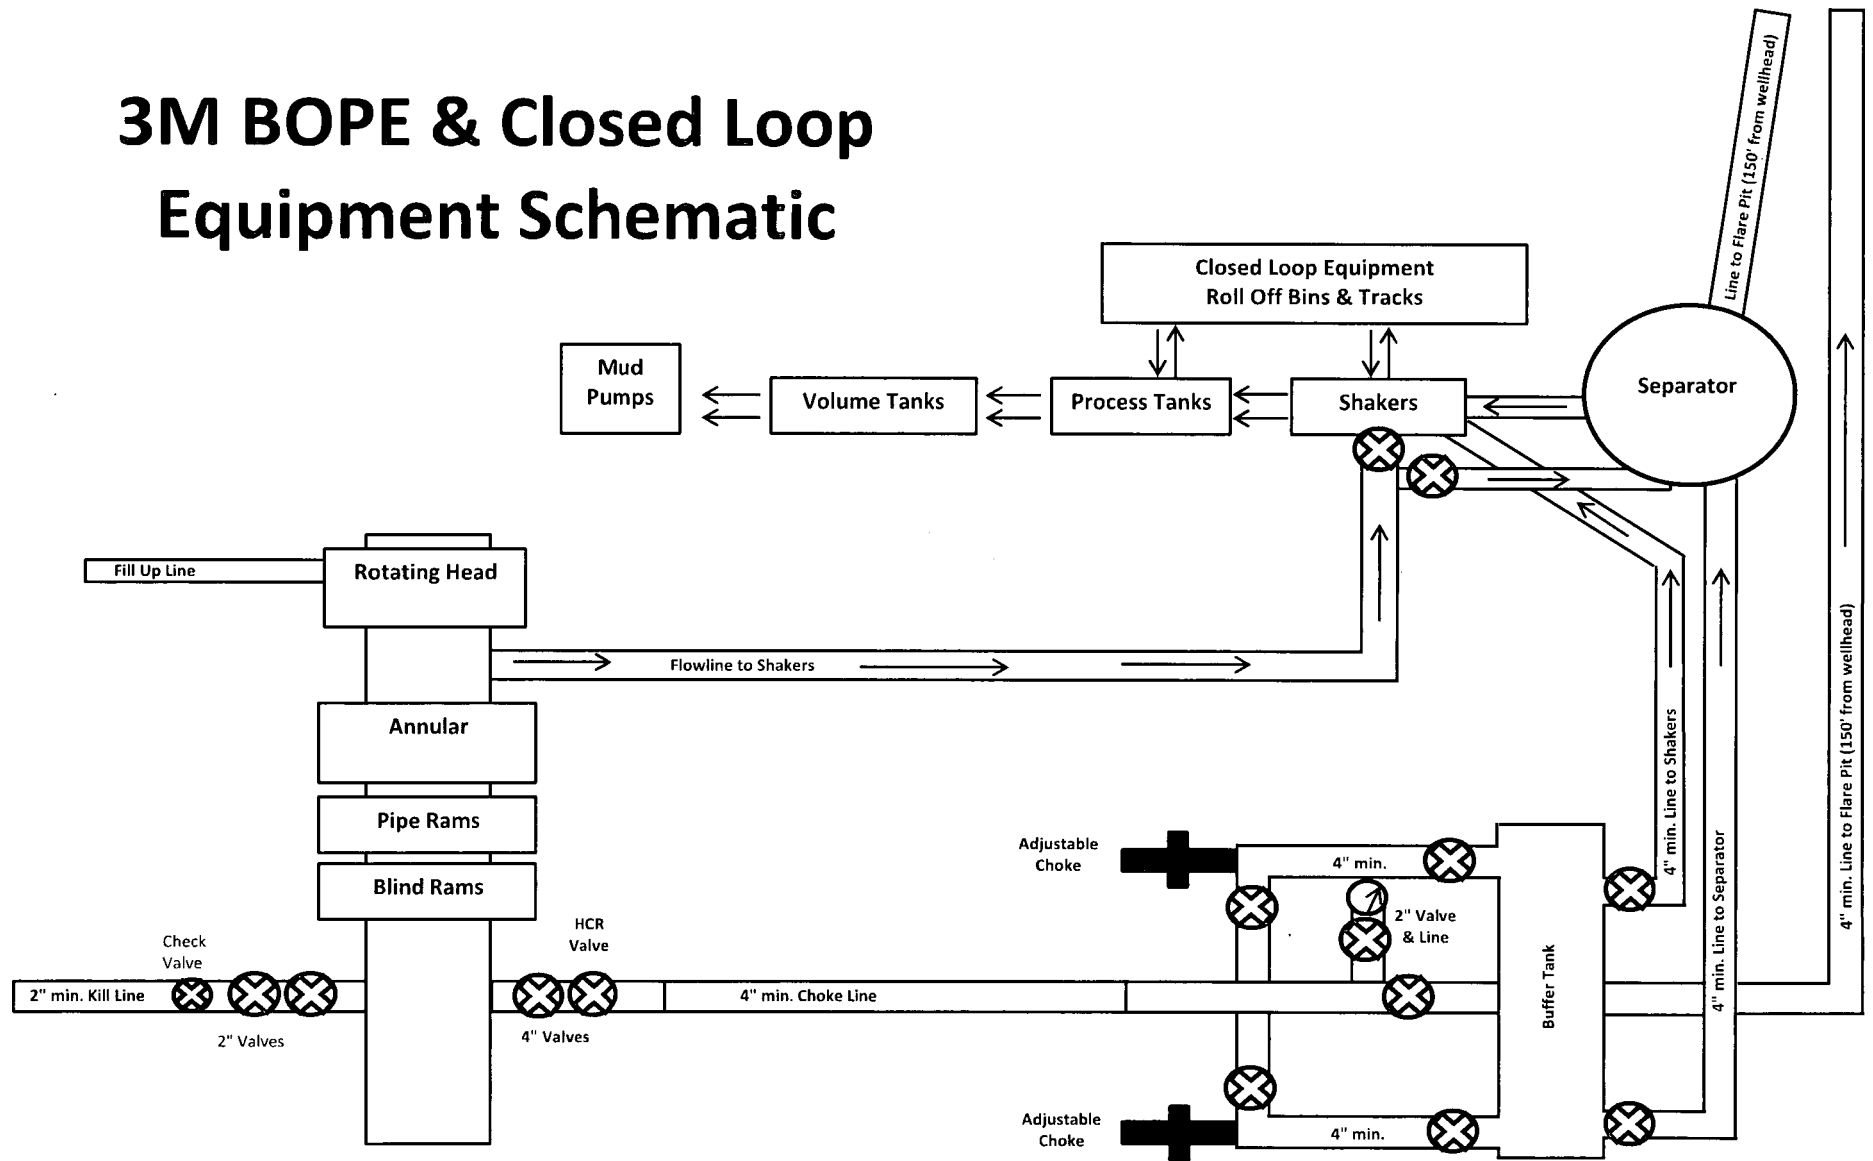 3M BOPE & Closed Loop
Equipment Schematic
Line to Flare Pit (150' from wellhead)
Closed Loop Equipment
Roll Off Bins & Tracks
Mud
Pumps
Volume Tanks
Process Tanks
Shakers
Separator
Fill Up Line
Rotating Head
Flowline to Shakers
Annular
Pipe Rams
Blind Rams
Adjustable
Choke
4" min.
2" Valve
& Line
HCR
Valve
Check
Valve
2" min. Kill Line
2" Valves
4" Valves
4" min. Choke Line
Buffer Tank
4" min. Line to Shakers
4" min. Line to Separator
4" min. Line to Flare Pit (150' from wellhead)
Adjustable
Choke
4" min.